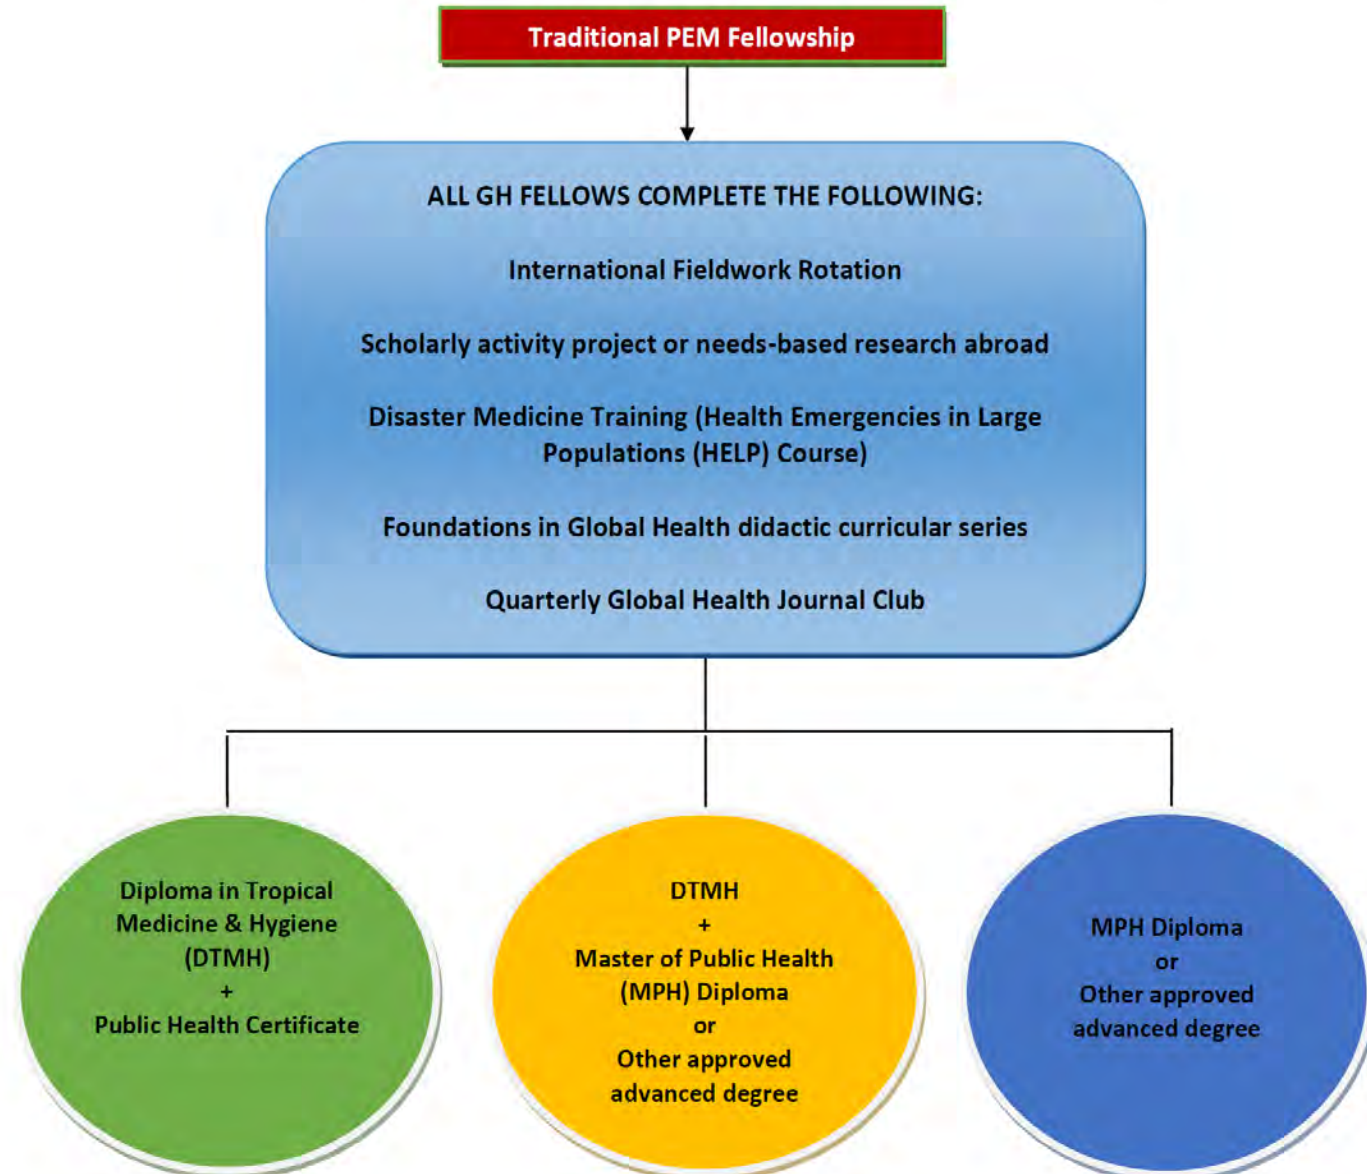 Traditional PEM Fellowship
ALL GH FELLOWS COMPLETE THE FOLLOWING:
International Fieldwork Rotation
Scholarly activity project or needs-based research abroad
Disaster Medicine Training (Health Emergencies in Large
Populations (HELP) Course)
Foundations in Global Health didactic curricular series
Quarterly Global Health Journal Club
Diploma in Tropical
Medicine & Hygiene
(DTMH)
+
Public Health Certificate
DTMH
+
Master of Public Health
(MPH) Diploma
or
Other approved
advanced degree
MPH Diploma
or
Other approved
advanced degree